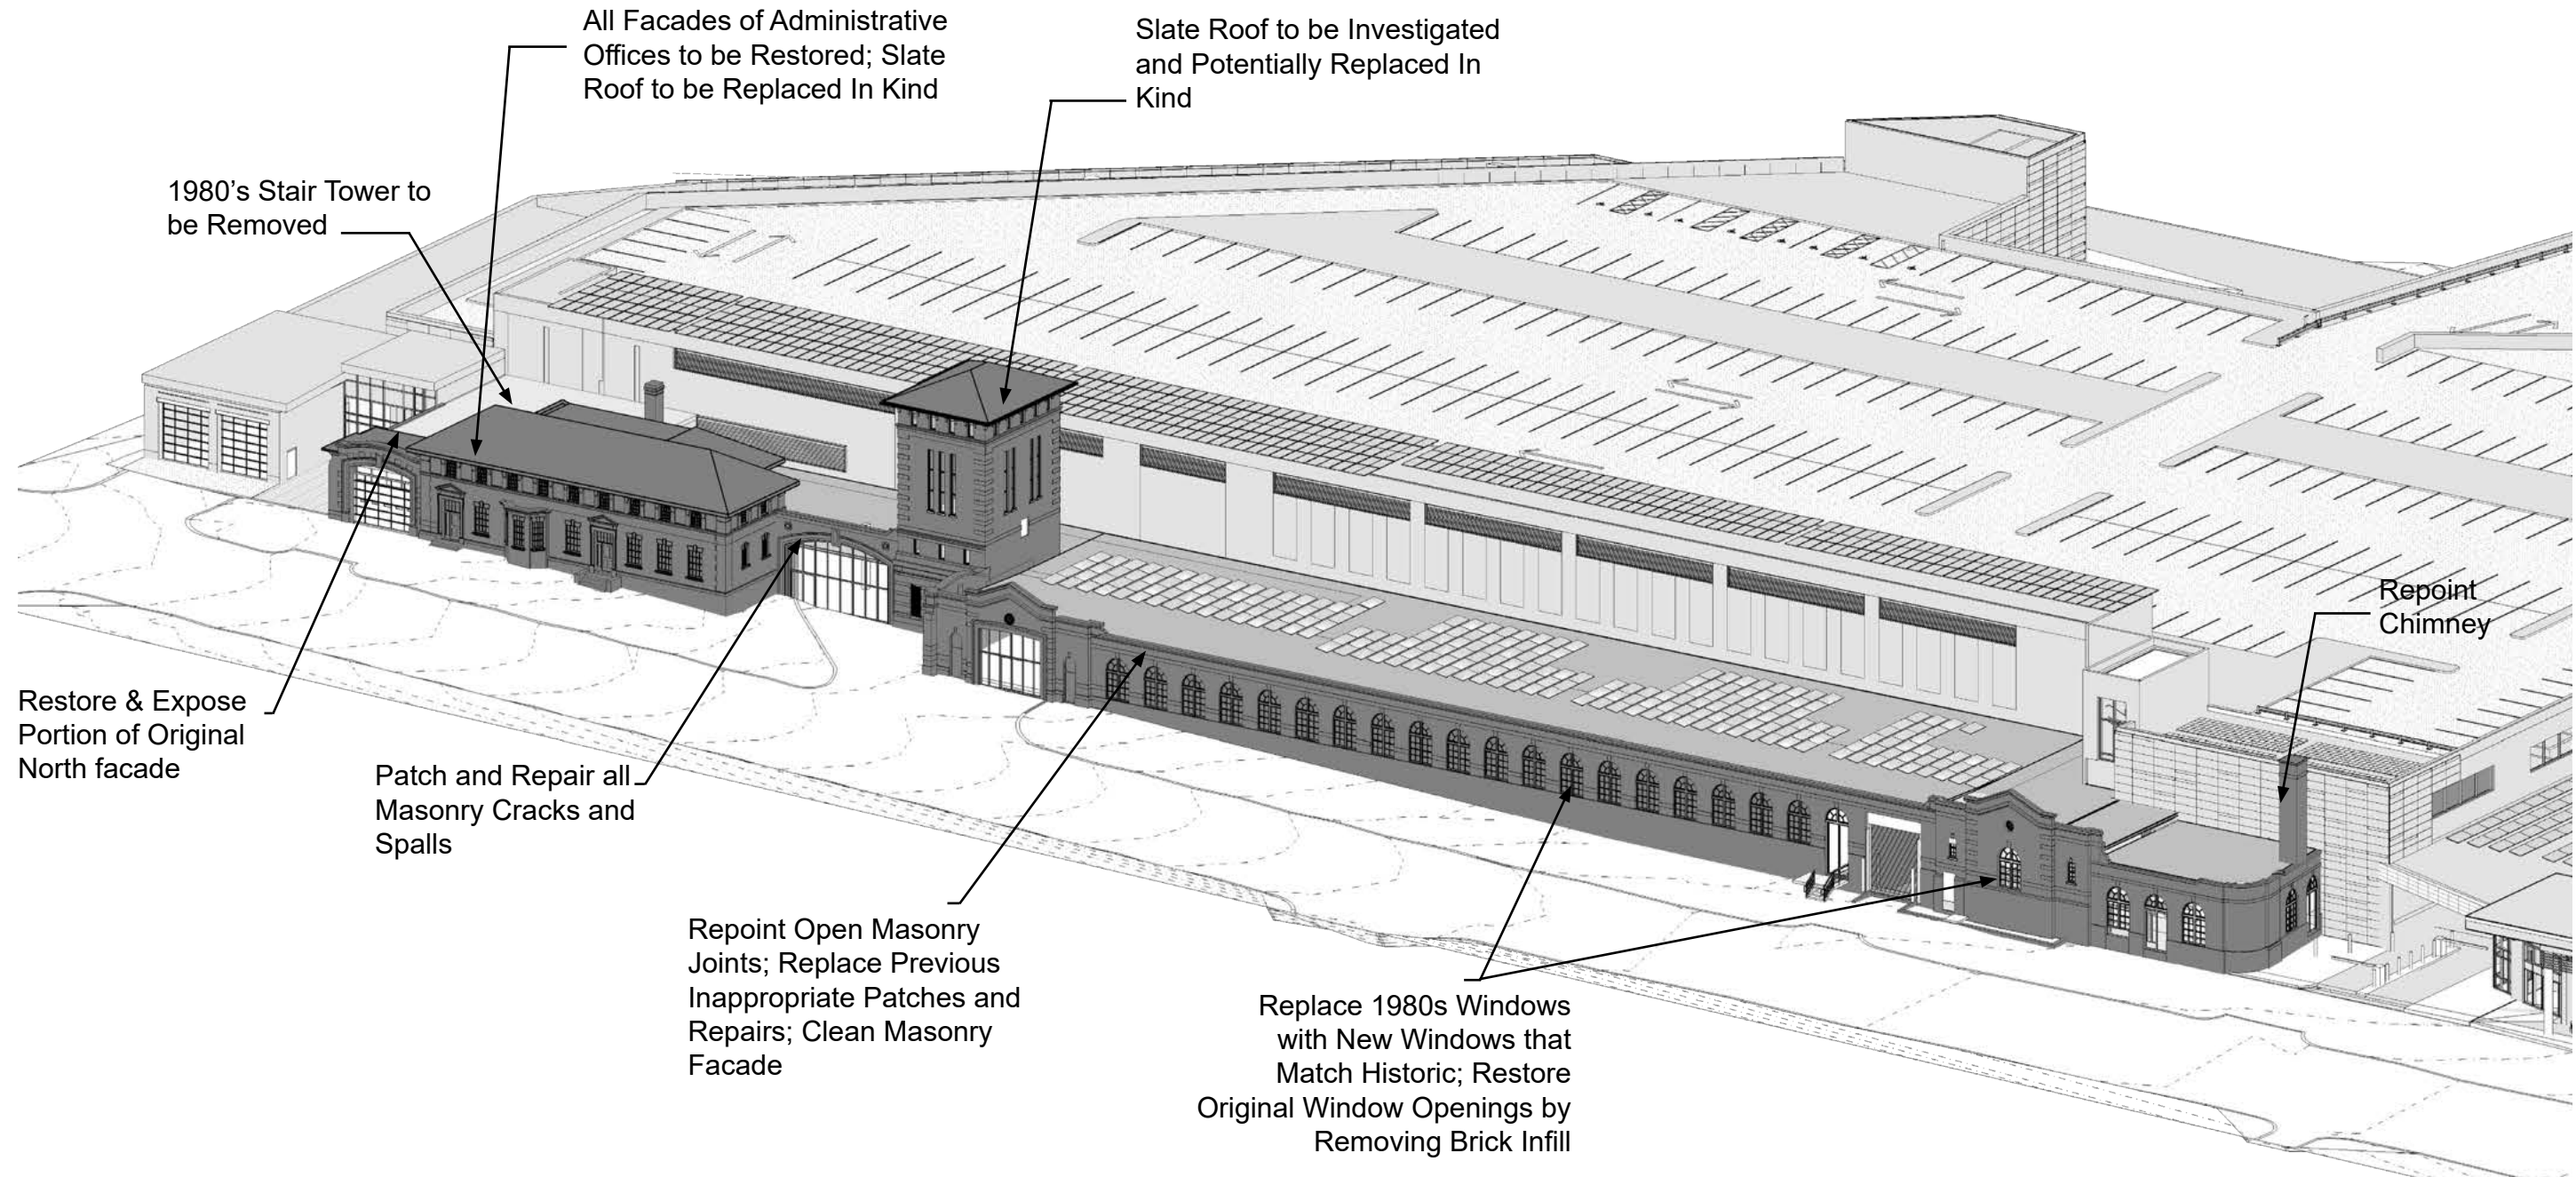 All Facades of Administrative
Offices to be Restored; Slate
Roof to be Replaced In Kind
Slate Roof to be Investigated
and Potentially Replaced In
Kind
1980’s Stair Tower to
be Removed
Repoint
Chimney
Restore & Expose
Portion of Original
North facade
Patch and Repair all
Masonry Cracks and
Spalls
Repoint Open Masonry
Joints; Replace Previous
Inappropriate Patches and
Repairs; Clean Masonry
Facade
Replace 1980s Windows
with New Windows that
Match Historic; Restore
Original Window Openings by
Removing Brick Infill